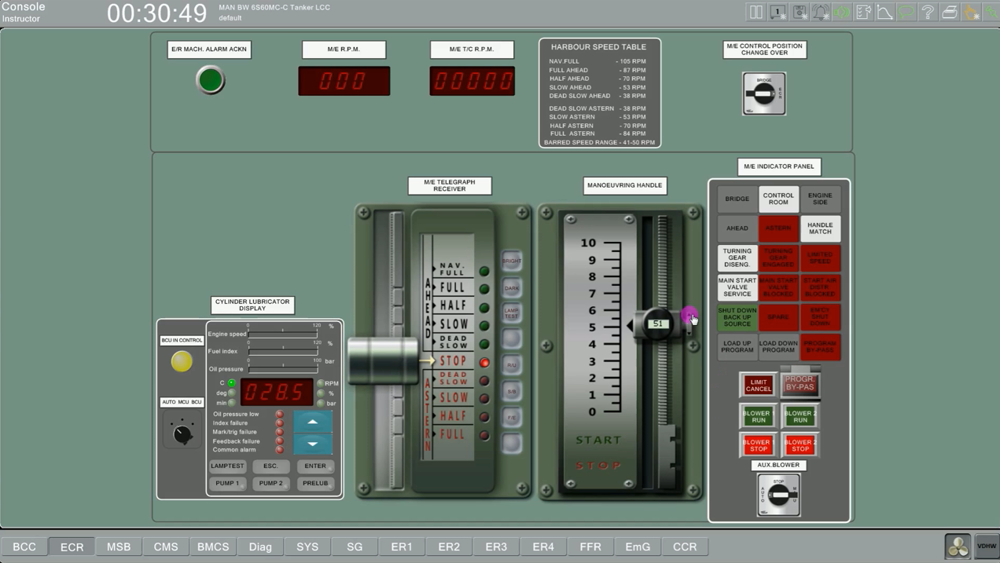 Console
Instructor
00:30:49
MAN BW 6S60MC-C Tanker LCC
default
1
E/R MACH. ALARM ACKN
M/E R.P.M.
000
M/E T/C R.P.M.
00000
HARBOUR SPEED TABLE
NAV.FULL - 105 RPM
FULL AHEAD - 87 RPM
HALF AHEAD - 70 RPM
SLOW AHEAD - 53 RPM
DEAD SLOW AHEAD - 38 RPM
DEAD SLOW ASTERN - 38 RPM
SLOW ASTERN - 53 RPM
HALF ASTERN - 70 RPM
FULL ASTERN - 84 RPM
BARRED SPEED RANGE - 41-50 RPM
M/E CONTROL POSITION
CHANGE OVER
BRIDGE
ECR
CYLINDER LUBRICATOR
DISPLAY
BCU IN CONTROL
AUTO MCU BCU
0 120 %
Engine speed
0 120 %
Fuel index
0 100 bar
Oil pressure
C
deg
min
028.5
RPM
%
bar
Oil pressure low
Index failure
Mark/trig failure
Feedback failure
Common alarm
LAMPTEST
ESC.
ENTER
PUMP 1
PUMP 2
PRELUB
M/E TELEGRAPH
RECEIVER
AHEAD
NAV.
FULL
FULL
HALF
SLOW
DEAD
SLOW
STOP
ASTERN
DEAD
SLOW
SLOW
HALF
FULL
BRIGHT
DARK
LAMP
TEST
R/U
S/B
F/E
MANOEUVRING HANDLE
10
9
8
7
6
5
4
3
2
1
0
START
STOP
51
M/E INDICATOR PANEL
BRIDGE
CONTROL
ROOM
ENGINE
SIDE
AHEAD
ASTERN
HANDLE
MATCH
TURNING
GEAR
DISENG.
TURNING
GEAR
ENGAGED
LIMITED
SPEED
MAIN START
VALVE
SERVICE
MAIN START
VALVE
BLOCKED
START AIR
DISTR
BLOCKED
SHUT DOWN
BACK UP
SOURCE
SPARE
EM'CY
SHUT
DOWN
LOAD UP
PROGRAM
LOAD DOWN
PROGRAM
PROGRAM
BY-PASS
LIMIT
CANCEL
PROGR.
BY-PAS
BLOWER 1
RUN
BLOWER 2
RUN
BLOWER 1
STOP
BLOWER 2
STOP
AUX.BLOWER
STOP
AUTO
BCC
ECR
MSB
CMS
BMCS
Diag
SYS
SG
ER1
ER2
ER3
ER4
FFR
EmG
CCR
VDHW